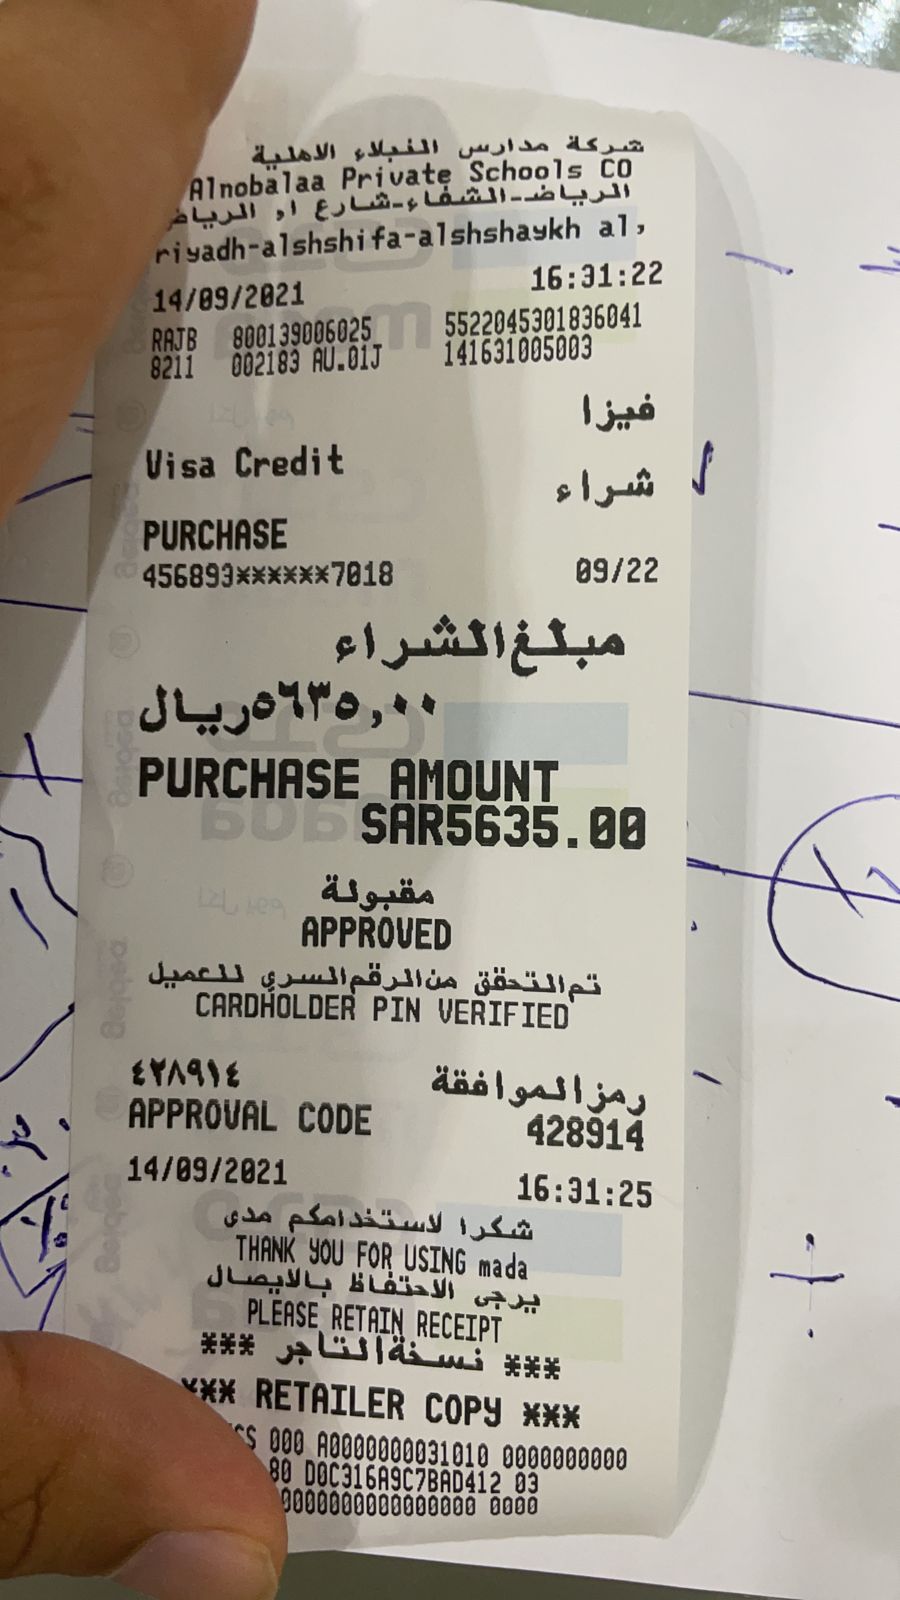 شركة مدارس النبلاء الاهلية
Alnobalaa Private Schools CO
الرياض-الشفاء-شارع ا, الرياض
riyadh-alshshifa-alshshaykh al,
14/09/2021 16:31:22
RAJB 800139006025 5522045301836041
8211 002183 AU.01J 141631005003
فيزا
Visa Credit
شراء
PURCHASE
456893******7018 09/22
مبلغ الشراء
٥٦٣٥,٠٠ ريال
PURCHASE AMOUNT
SAR5635.00
مقبولة
APPROVED
تم التحقق من الرقم السري للعميل
CARDHOLDER PIN VERIFIED
رمز الموافقة ٤٢٨٩١٤
APPROVAL CODE 428914
14/09/2021 16:31:25
شكرا لاستخدامكم مدى
THANK YOU FOR USING mada
يرجى الاحتفاظ بالايصال
PLEASE RETAIN RECEIPT
*** نسخة التاجر ***
*** RETAILER COPY ***
000 A0000000031010 0000000000
80 D0C316A9C7BAD412 03
0000000000000000 0000